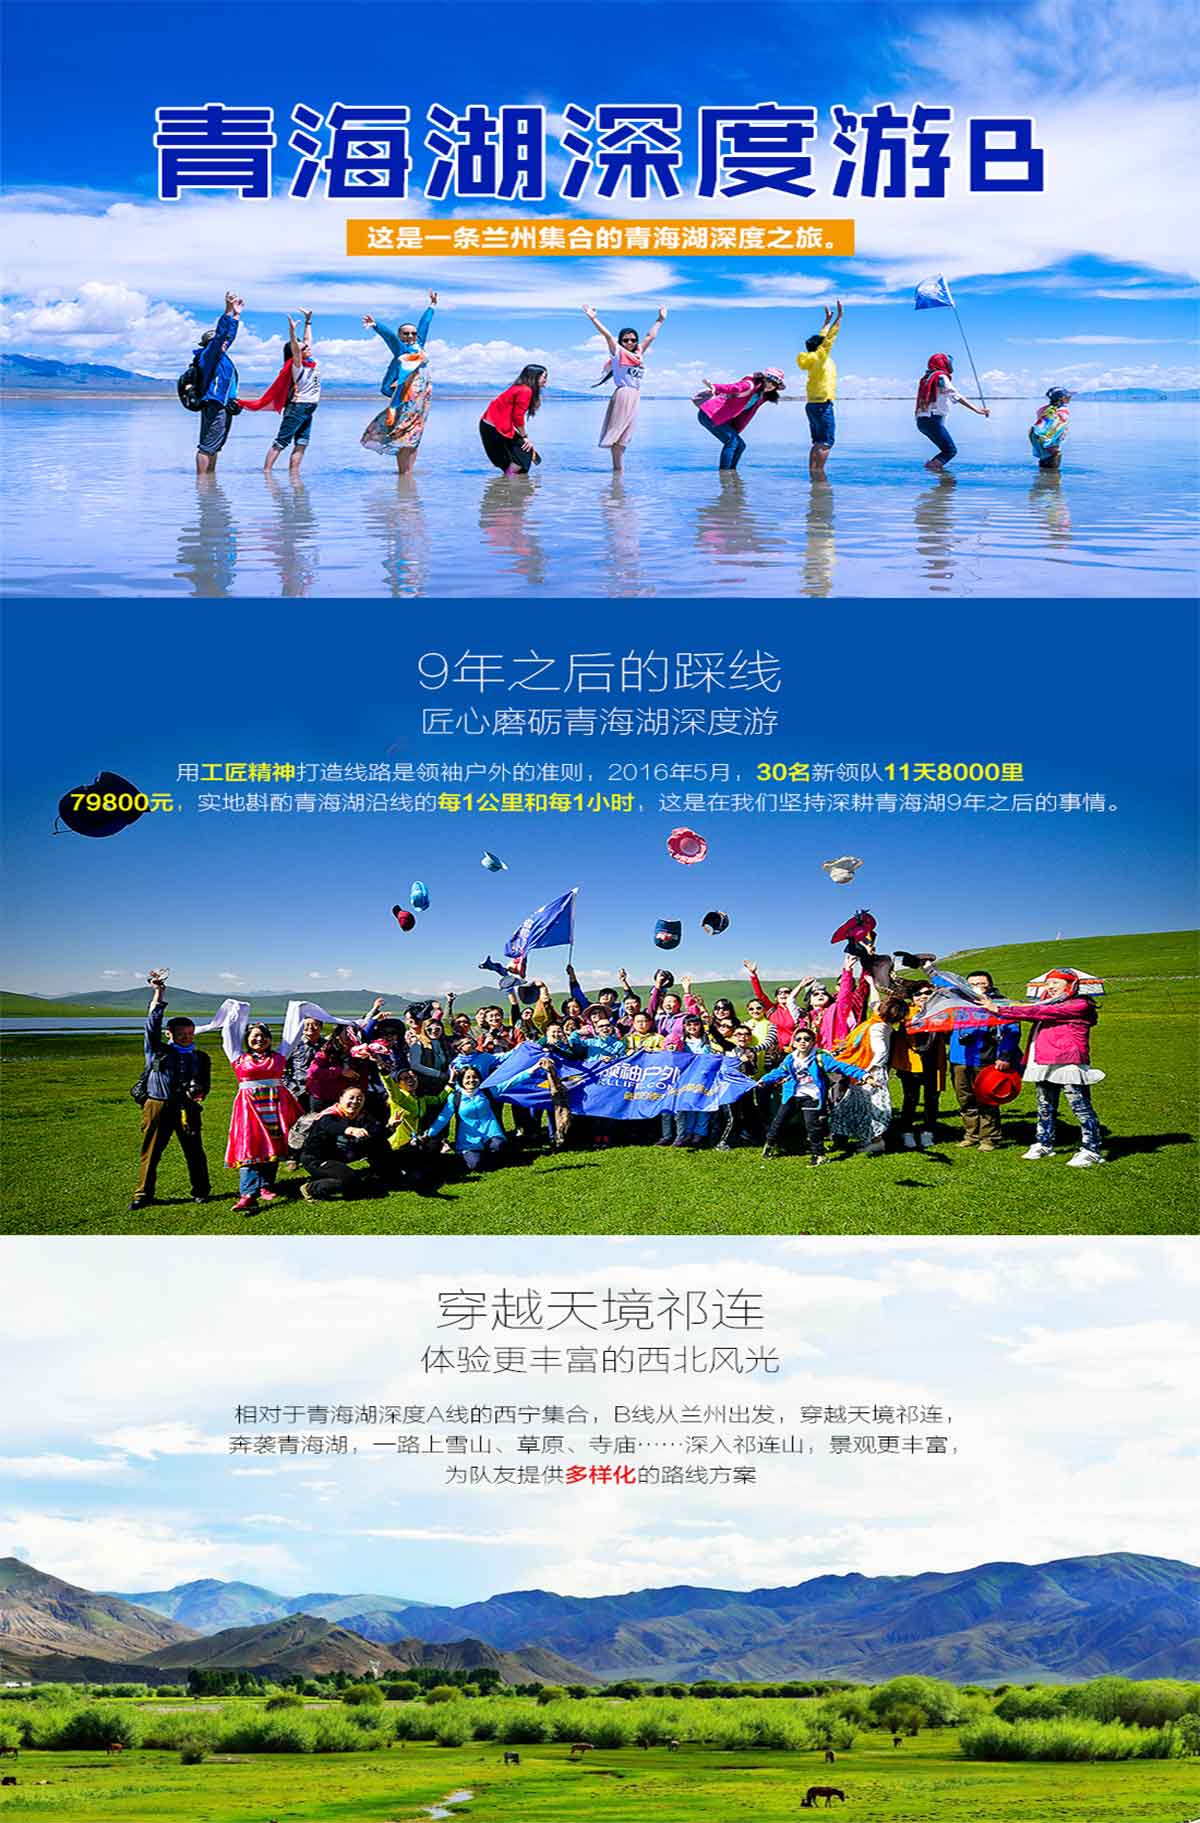 青海湖深度游B
这是一条兰州集合的青海湖深度之旅。
9年之后的踩线
匠心磨砺青海湖深度游
用工匠精神打造线路是领袖户外的准则，2016年5月，30名新领队11天8000里
79800元，实地斟酌青海湖沿线的每1公里和每1小时，这是在我们坚持深耕青海湖9年之后的事情。
袖户外
穿越天境祁连
体验更丰富的西北风光
相对于青海湖深度A线的西宁集合，B线从兰州出发，穿越天境祁连，
奔袭青海湖，一路上雪山、草原、寺庙……深入祁连山，景观更丰富，
为队友提供多样化的路线方案